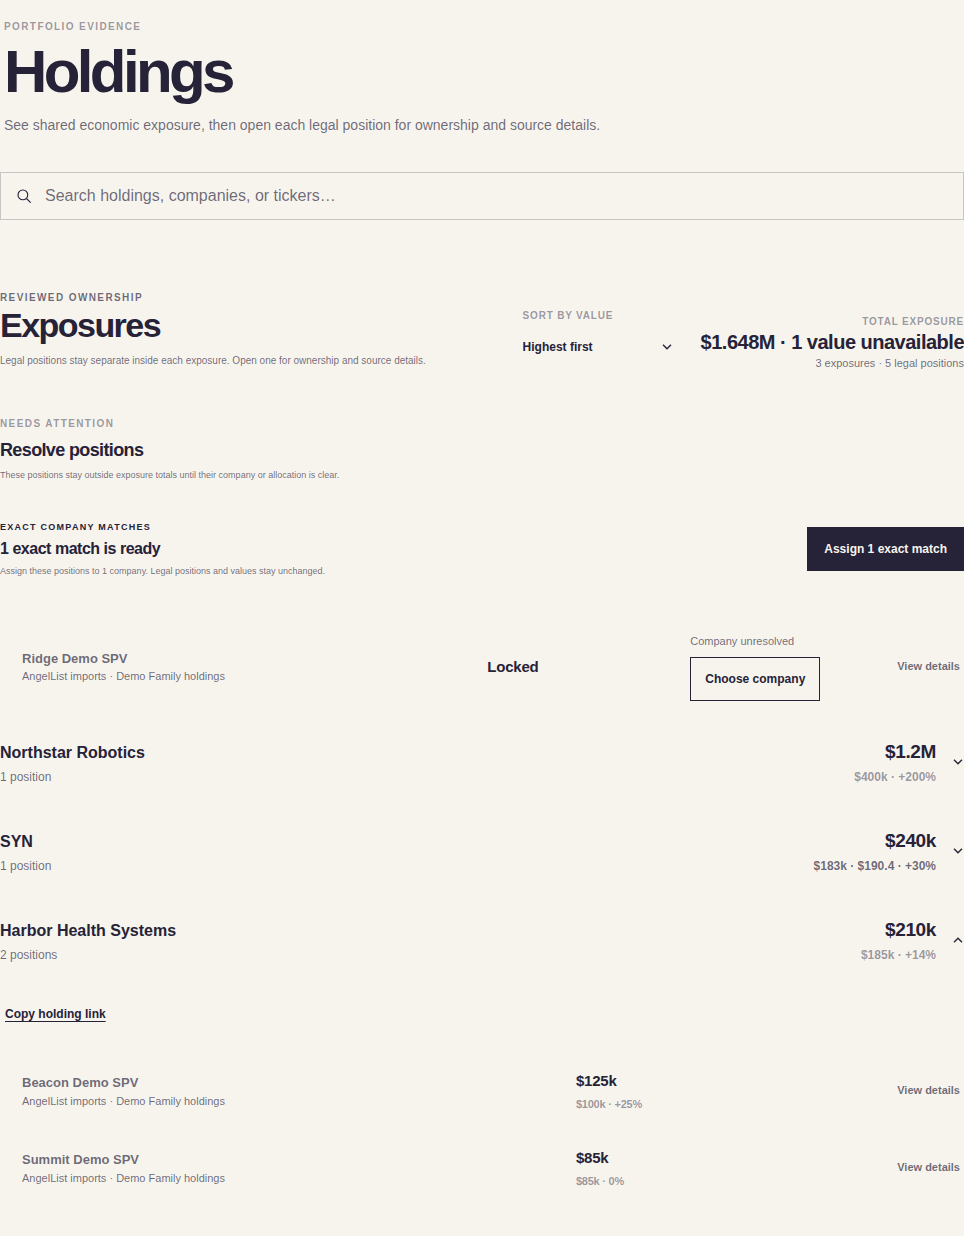 PORTFOLIO EVIDENCE
Holdings
See shared economic exposure, then open each legal position for ownership and source details.
Search holdings, companies, or tickers…
REVIEWED OWNERSHIP
Exposures
Legal positions stay separate inside each exposure. Open one for ownership and source details.
SORT BY VALUE
Highest first
TOTAL EXPOSURE
$1.648M · 1 value unavailable
3 exposures · 5 legal positions
NEEDS ATTENTION
Resolve positions
These positions stay outside exposure totals until their company or allocation is clear.
EXACT COMPANY MATCHES
1 exact match is ready
Assign these positions to 1 company. Legal positions and values stay unchanged.
Assign 1 exact match
Ridge Demo SPV
AngelList imports · Demo Family holdings
Locked
Company unresolved
Choose company
View details
Northstar Robotics
1 position
$1.2M
$400k · +200%
SYN
1 position
$240k
$183k · $190.4 · +30%
Harbor Health Systems
2 positions
$210k
$185k · +14%
Copy holding link
Beacon Demo SPV
AngelList imports · Demo Family holdings
$125k
$100k · +25%
View details
Summit Demo SPV
AngelList imports · Demo Family holdings
$85k
$85k · 0%
View details